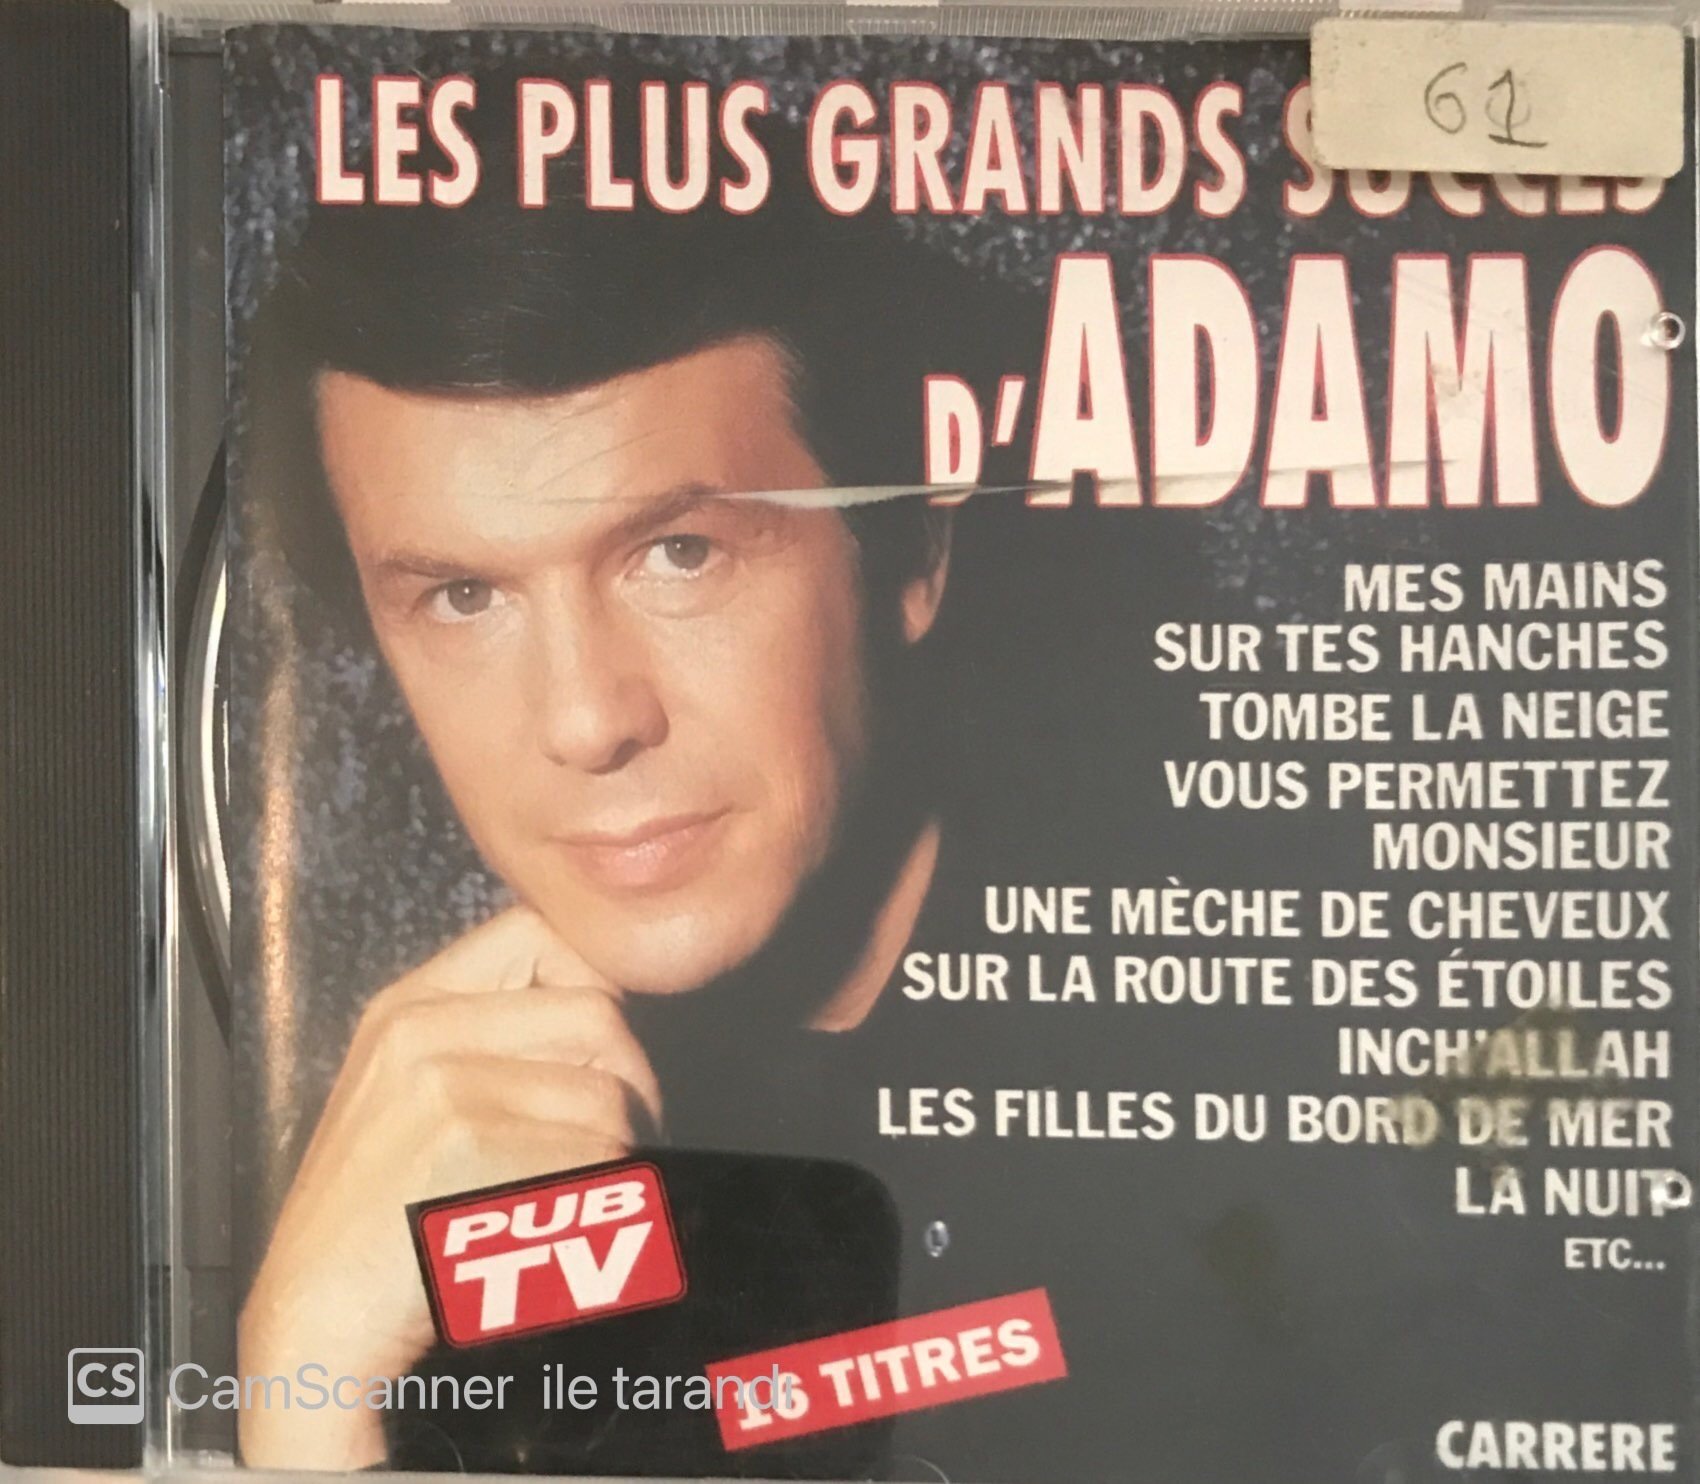 LES PLUS GRANDS SUCCÈS
61
D'ADAMO
MES MAINS
SUR TES HANCHES
TOMBE LA NEIGE
VOUS PERMETTEZ
MONSIEUR
UNE MÈCHE DE CHEVEUX
SUR LA ROUTE DES ÉTOILES
INCH'ALLAH
LES FILLES DU BORD DE MER
LA NUIT
ETC...
PUB
TV
16 TITRES
CARRERE
CS CamScanner ile tarandı